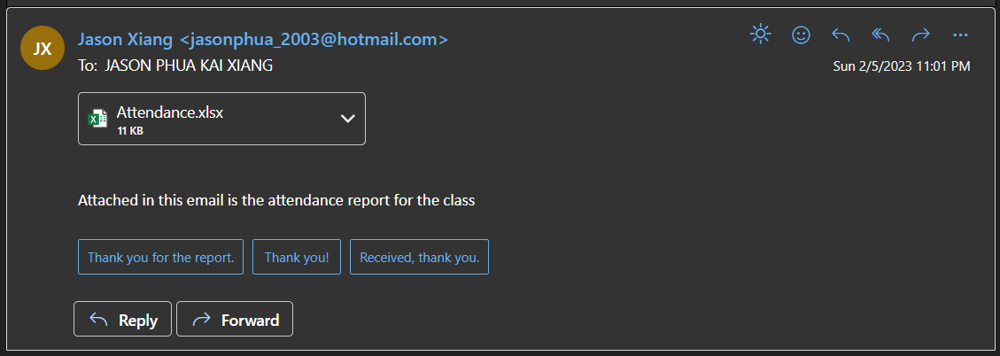 JX
Jason Xiang <jasonphua_2003@hotmail.com>
To: JASON PHUA KAI XIANG
Sun 2/5/2023 11:01 PM
Attendance.xlsx
11 KB
Attached in this email is the attendance report for the class
Thank you for the report. Thank you! Received, thank you.
Reply Forward